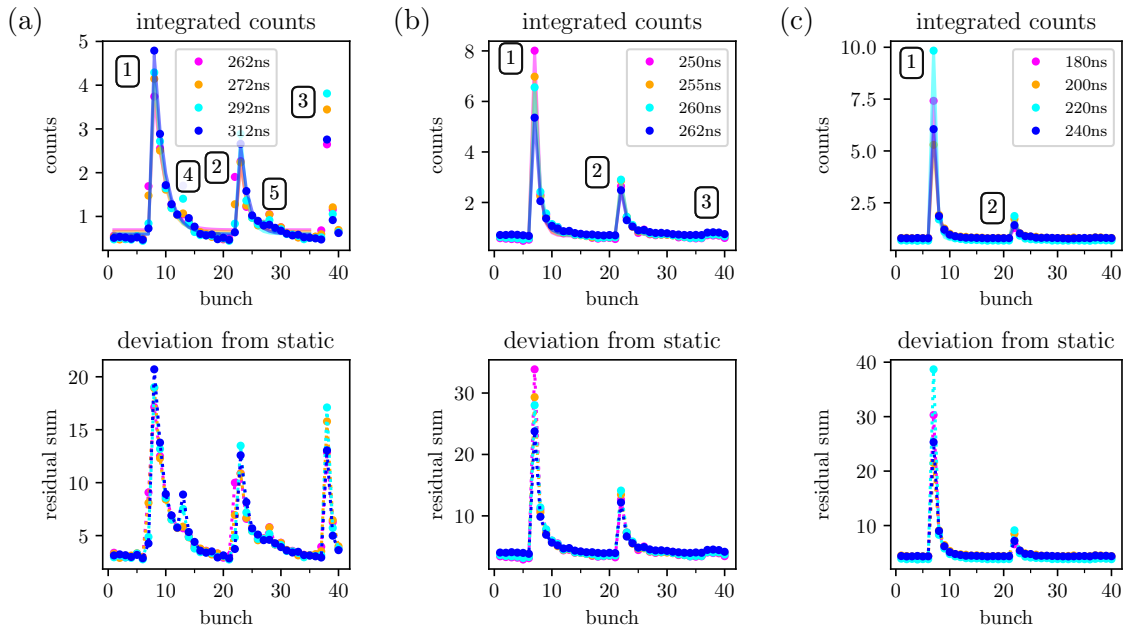 (a)
integrated counts
counts
5
4
3
2
1
1
2
3
4
5
262ns
272ns
292ns
312ns
0
10
20
30
40
bunch
(b)
integrated counts
counts
8
6
4
2
1
2
3
250ns
255ns
260ns
262ns
0
10
20
30
40
bunch
(c)
integrated counts
counts
10.0
7.5
5.0
2.5
1
2
180ns
200ns
220ns
240ns
0
10
20
30
40
bunch
deviation from static
residual sum
20
15
10
5
0
10
20
30
40
bunch
deviation from static
residual sum
30
20
10
0
10
20
30
40
bunch
deviation from static
residual sum
40
30
20
10
0
10
20
30
40
bunch